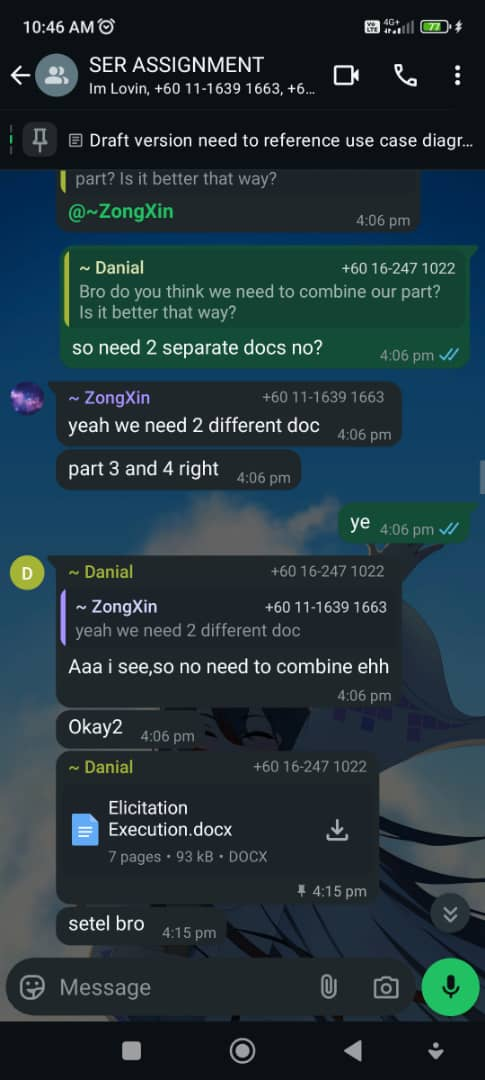 10:46 AM
Vo LTE 4G+ 77
SER ASSIGNMENT
Im Lovin, +60 11-1639 1663, +6...
Draft version need to reference use case diagr...
part? Is it better that way?
@~ZongXin
4:06 pm
~ Danial +60 16-247 1022
Bro do you think we need to combine our part?
Is it better that way?
so need 2 separate docs no?
4:06 pm
~ ZongXin +60 11-1639 1663
yeah we need 2 different doc
4:06 pm
part 3 and 4 right
4:06 pm
ye
4:06 pm
D
~ Danial +60 16-247 1022
~ ZongXin +60 11-1639 1663
yeah we need 2 different doc
Aaa i see,so no need to combine ehh
4:06 pm
Okay2
4:06 pm
~ Danial +60 16-247 1022
Elicitation
Execution.docx
7 pages • 93 kB • DOCX
4:15 pm
setel bro
4:15 pm
Message